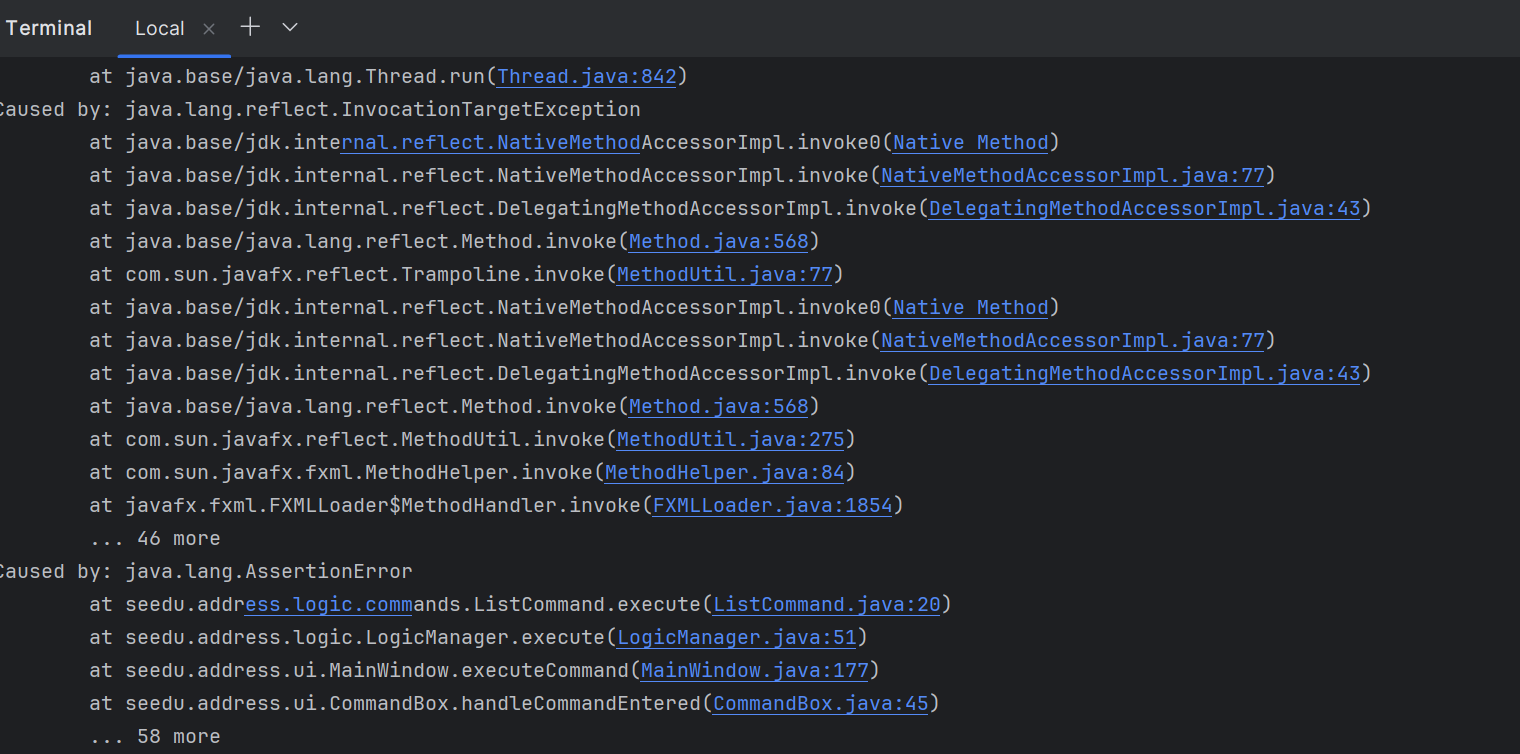 Terminal Local
at java.base/java.lang.Thread.run(Thread.java:842)
Caused by: java.lang.reflect.InvocationTargetException
at java.base/jdk.internal.reflect.NativeMethodAccessorImpl.invoke0(Native Method)
at java.base/jdk.internal.reflect.NativeMethodAccessorImpl.invoke(NativeMethodAccessorImpl.java:77)
at java.base/jdk.internal.reflect.DelegatingMethodAccessorImpl.invoke(DelegatingMethodAccessorImpl.java:43)
at java.base/java.lang.reflect.Method.invoke(Method.java:568)
at com.sun.javafx.reflect.Trampoline.invoke(MethodUtil.java:77)
at java.base/jdk.internal.reflect.NativeMethodAccessorImpl.invoke0(Native Method)
at java.base/jdk.internal.reflect.NativeMethodAccessorImpl.invoke(NativeMethodAccessorImpl.java:77)
at java.base/jdk.internal.reflect.DelegatingMethodAccessorImpl.invoke(DelegatingMethodAccessorImpl.java:43)
at java.base/java.lang.reflect.Method.invoke(Method.java:568)
at com.sun.javafx.reflect.MethodUtil.invoke(MethodUtil.java:275)
at com.sun.javafx.fxml.MethodHelper.invoke(MethodHelper.java:84)
at javafx.fxml.FXMLLoader$MethodHandler.invoke(FXMLLoader.java:1854)
... 46 more
Caused by: java.lang.AssertionError
at seedu.address.logic.commands.ListCommand.execute(ListCommand.java:20)
at seedu.address.logic.LogicManager.execute(LogicManager.java:51)
at seedu.address.ui.MainWindow.executeCommand(MainWindow.java:177)
at seedu.address.ui.CommandBox.handleCommandEntered(CommandBox.java:45)
... 58 more